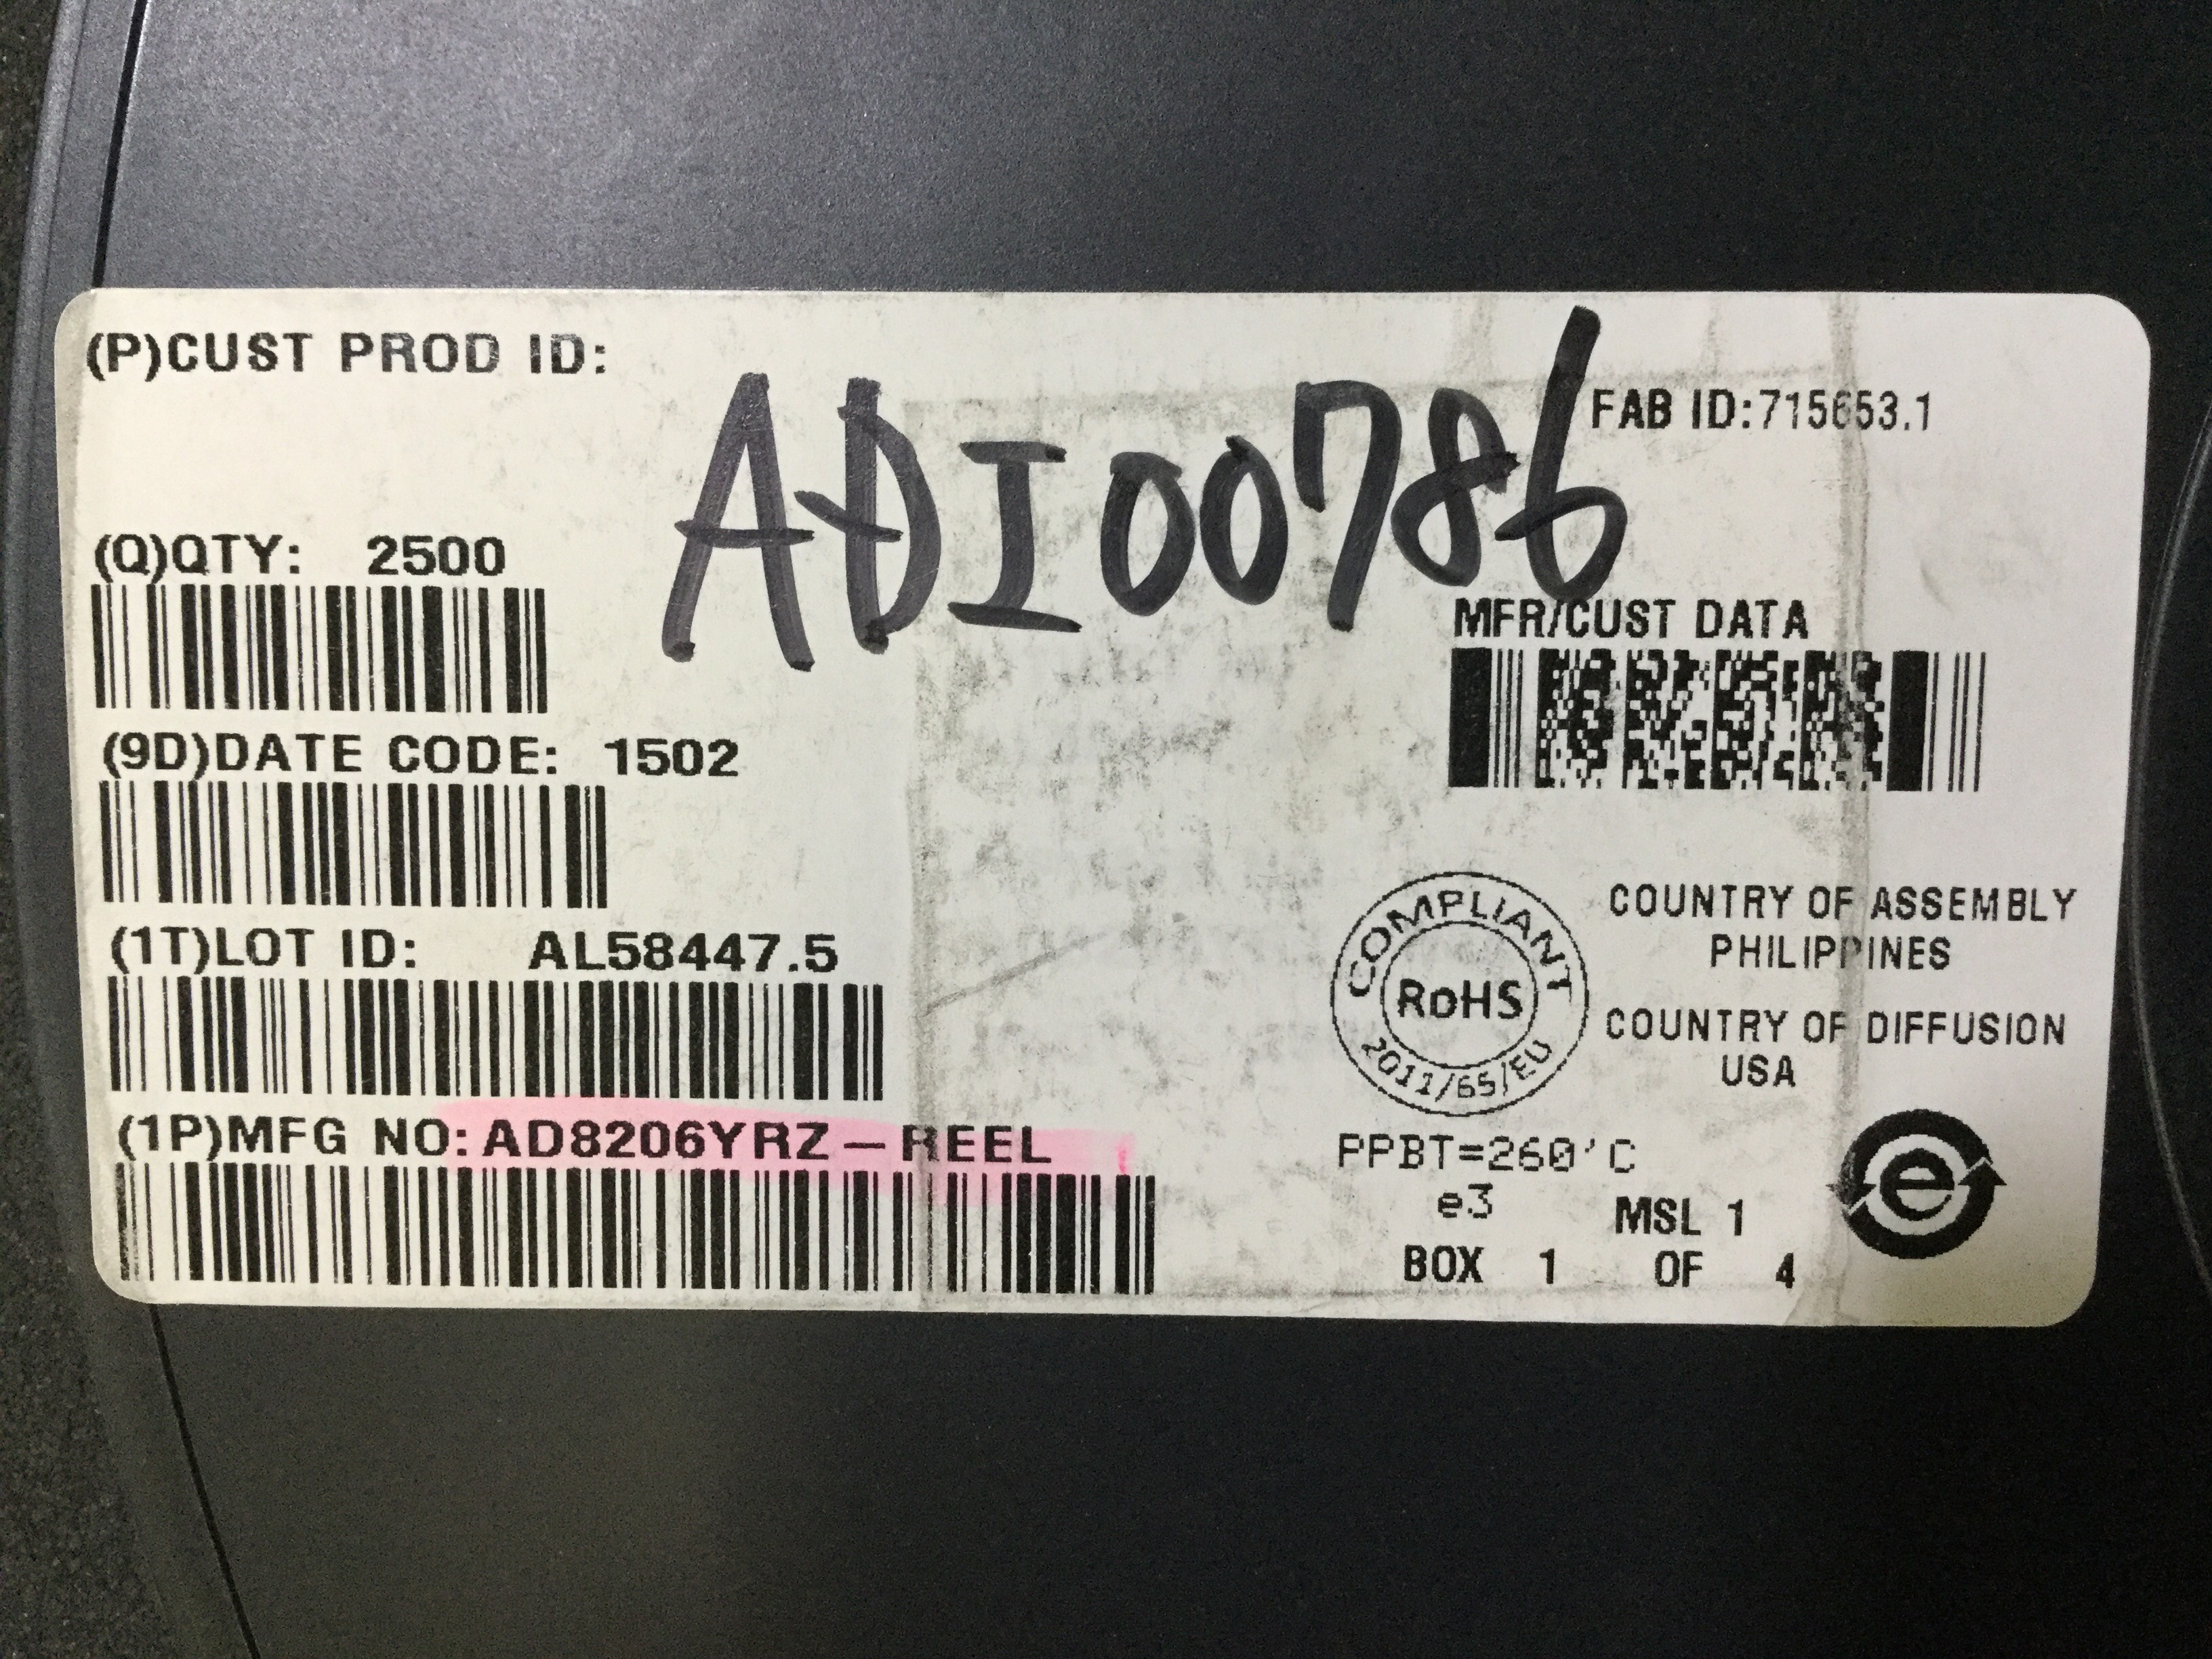 (P)CUST PROD ID:
ADI00786
FAB ID:715653.1
(Q)QTY: 2500
MFR/CUST DATA
(9D)DATE CODE: 1502
(1T)LOT ID: AL58447.5
COMPLIANT
RoHS
2011/65/EU
COUNTRY OF ASSEMBLY
PHILIPPINES
COUNTRY OF DIFFUSION
USA
(1P)MFG NO: AD8206YRZ-REEL
PPBT=260'C
e3 MSL 1
BOX 1 OF 4
e